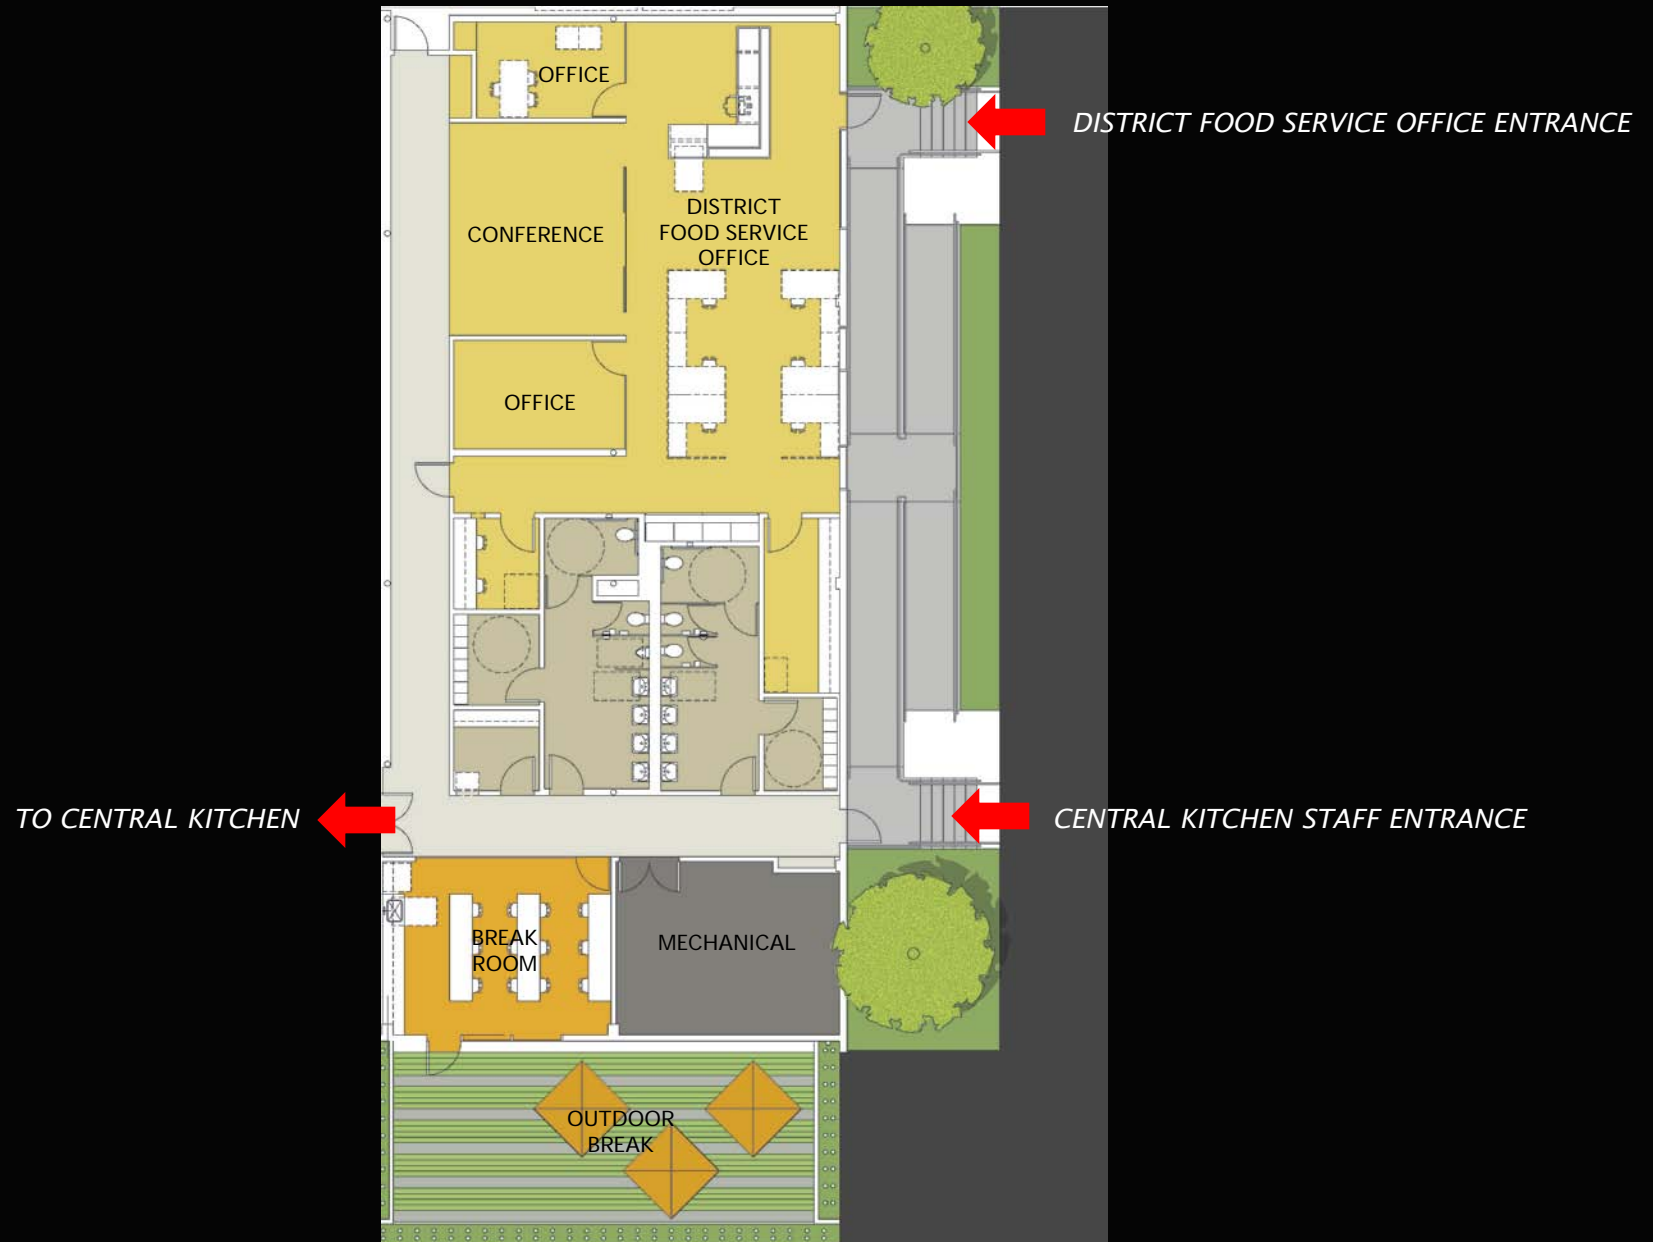 OFFICE
DISTRICT FOOD SERVICE OFFICE ENTRANCE
CONFERENCE
DISTRICT
FOOD SERVICE
OFFICE
OFFICE
TO CENTRAL KITCHEN
CENTRAL KITCHEN STAFF ENTRANCE
BREAK
ROOM
MECHANICAL
OUTDOOR
BREAK